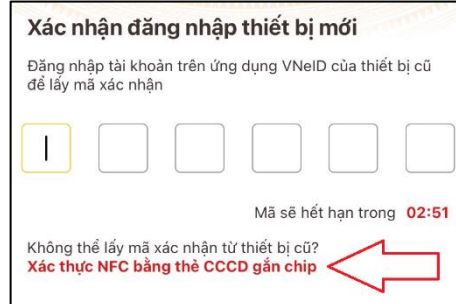 Xác nhận đăng nhập thiết bị mới
Đăng nhập tài khoản trên ứng dụng VNeID của thiết bị cũ
để lấy mã xác nhận
Mã sẽ hết hạn trong 02:51
Không thể lấy mã xác nhận từ thiết bị cũ?
Xác thực NFC bằng thẻ CCCD gắn chip